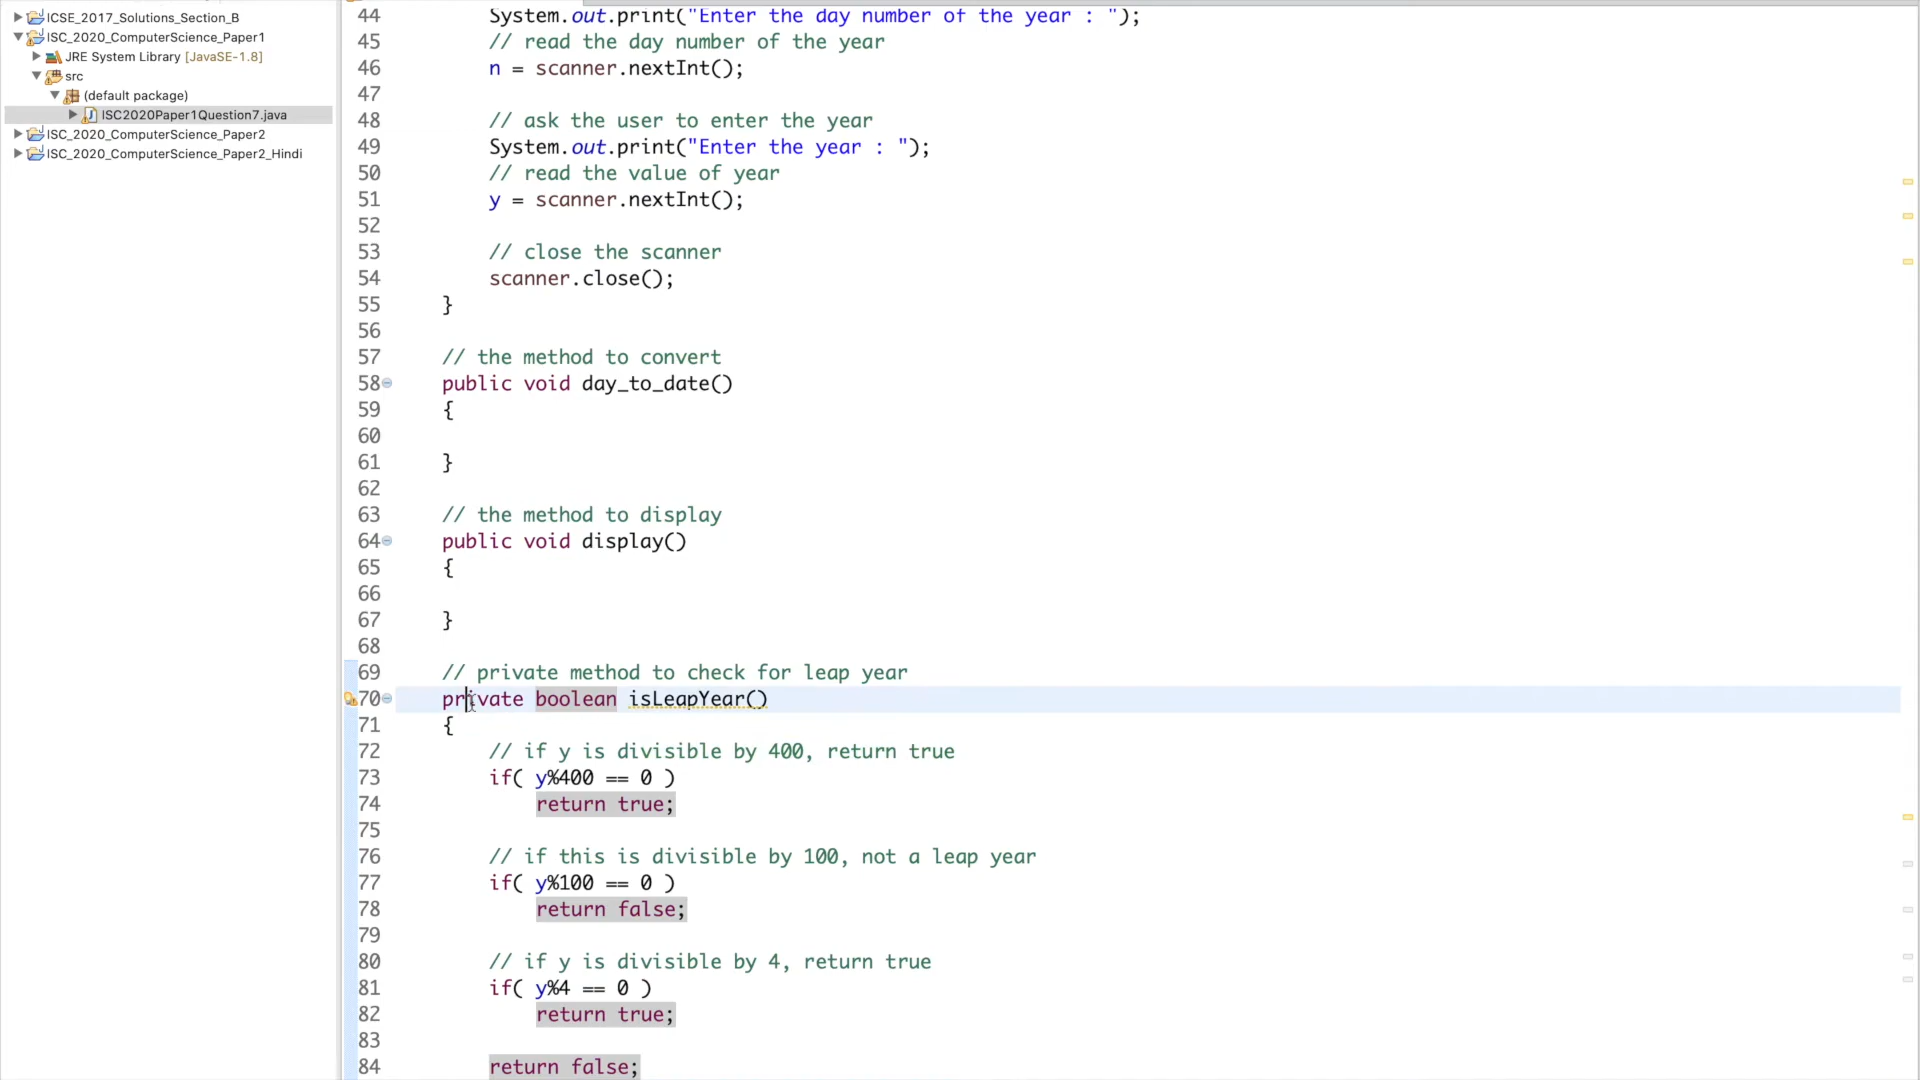 ICSE_2017_Solutions_Section_B
ISC_2020_ComputerScience_Paper1
JRE System Library [JavaSE-1.8]
src
(default package)
ISC2020Paper1Question7.java
ISC_2020_ComputerScience_Paper2
ISC_2020_ComputerScience_Paper2_Hindi
44 System.out.print("Enter the day number of the year : ");
45 // read the day number of the year
46 n = scanner.nextInt();
47
48 // ask the user to enter the year
49 System.out.print("Enter the year : ");
50 // read the value of year
51 y = scanner.nextInt();
52
53 // close the scanner
54 scanner.close();
55 }
56
57 // the method to convert
58 public void day_to_date()
59 {
60
61 }
62
63 // the method to display
64 public void display()
65 {
66
67 }
68
69 // private method to check for leap year
70 private boolean isLeapYear()
71 {
72 // if y is divisible by 400, return true
73 if( y%400 == 0 )
74 return true;
75
76 // if this is divisible by 100, not a leap year
77 if( y%100 == 0 )
78 return false;
79
80 // if y is divisible by 4, return true
81 if( y%4 == 0 )
82 return true;
83
84 return false;